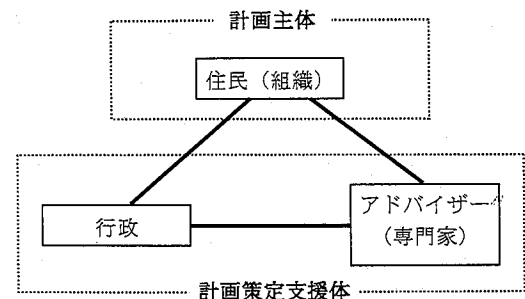 計画主体
住民（組織）
行政
アドバイザー
（専門家）
計画策定支援体